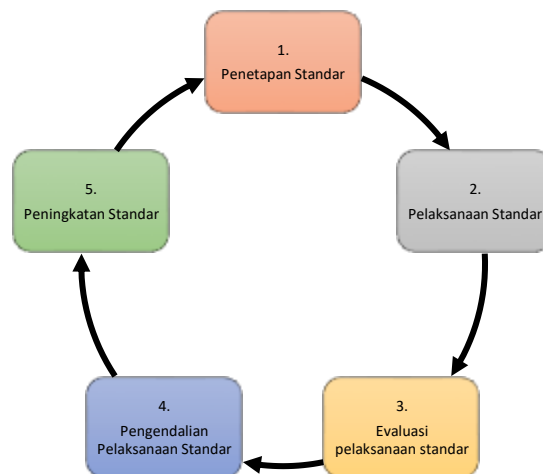 1.
Penetapan Standar
2.
Pelaksanaan Standar
3.
Evaluasi
pelaksanaan standar
4.
Pengendalian
Pelaksanaan Standar
5.
Peningkatan Standar